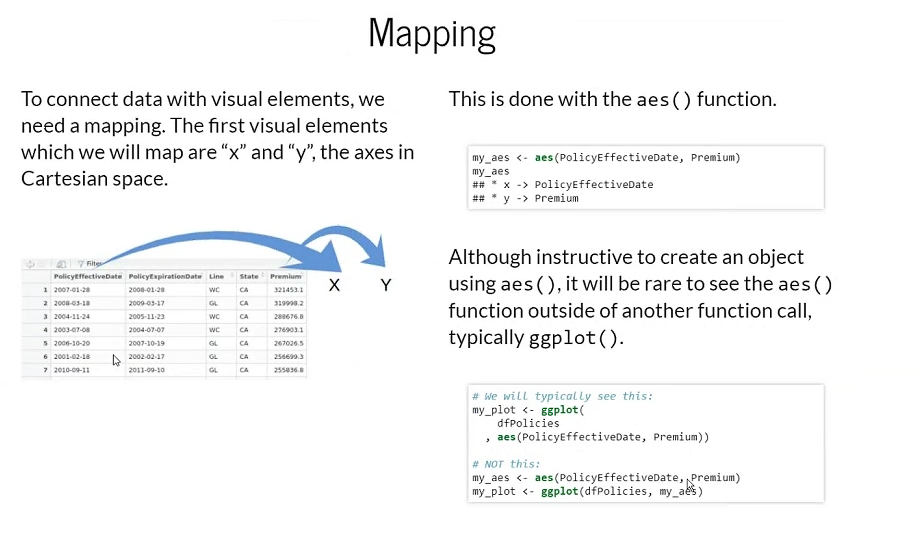 Mapping
To connect data with visual elements, we
need a mapping. The first visual elements
which we will map are “x” and “y”, the axes in
Cartesian space.
Filter
PolicyEffectiveDate PolicyExpirationDate Line State Premium
1 2007-01-28 2008-01-28 WC CA 321453.1
2 2008-03-18 2009-03-17 GL CA 319998.2
3 2004-11-24 2005-11-23 WC CA 288676.8
4 2003-07-08 2004-07-07 WC CA 276903.1
5 2006-10-20 2007-10-19 GL CA 267026.5
6 2001-02-18 2002-02-17 GL CA 256699.3
7 2010-09-11 2011-09-10 GL CA 255836.8
X Y
This is done with the aes() function.
my_aes <- aes(PolicyEffectiveDate, Premium)
my_aes
## * x -> PolicyEffectiveDate
## * y -> Premium
Although instructive to create an object
using aes(), it will be rare to see the aes()
function outside of another function call,
typically ggplot().
# We will typically see this:
my_plot <- ggplot(
dfPolicies
, aes(PolicyEffectiveDate, Premium))
# NOT this:
my_aes <- aes(PolicyEffectiveDate, Premium)
my_plot <- ggplot(dfPolicies, my_aes)